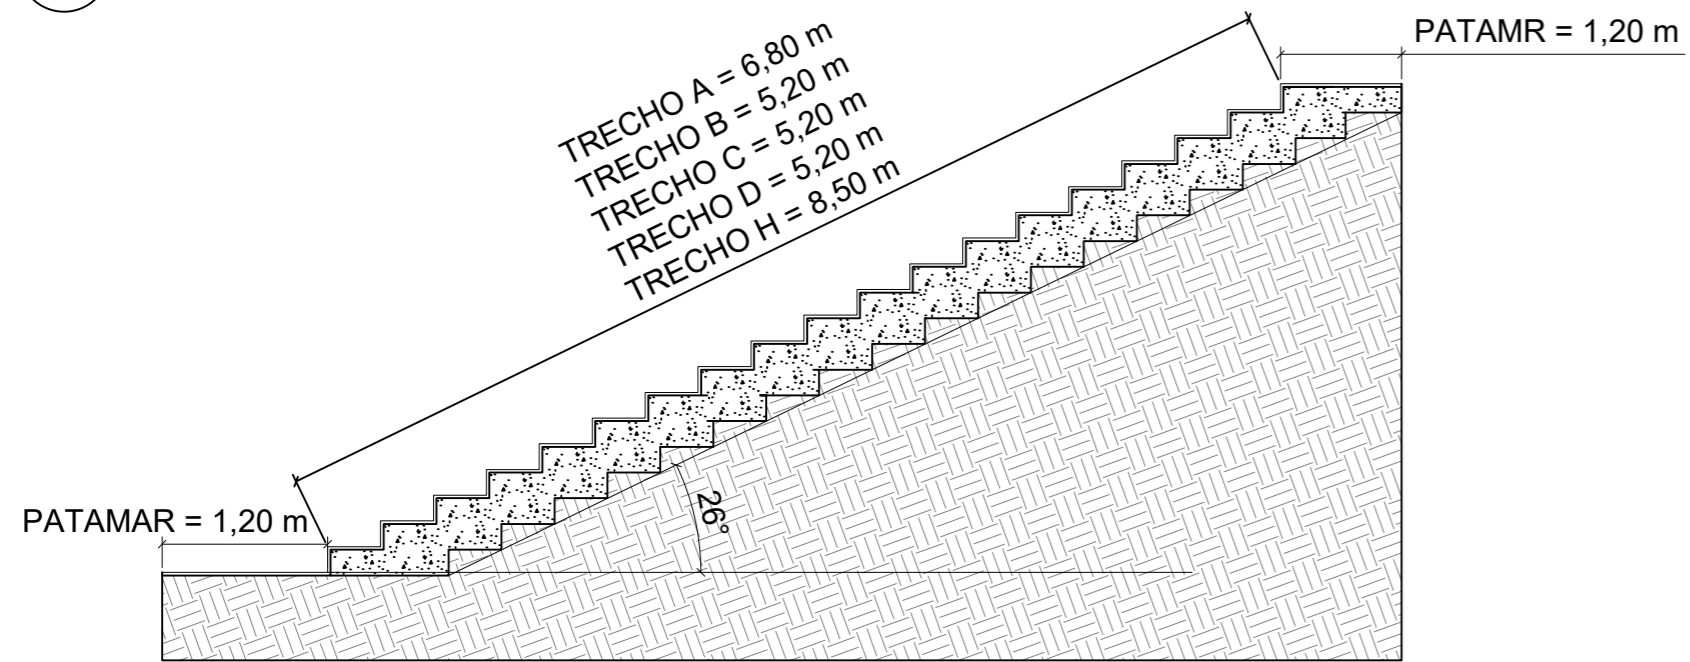 PATAMR = 1,20 m
TRECHO A = 6,80 m
TRECHO B = 5,20 m
TRECHO C = 5,20 m
TRECHO D = 5,20 m
TRECHO H = 8,50 m
PATAMAR = 1,20 m
26°